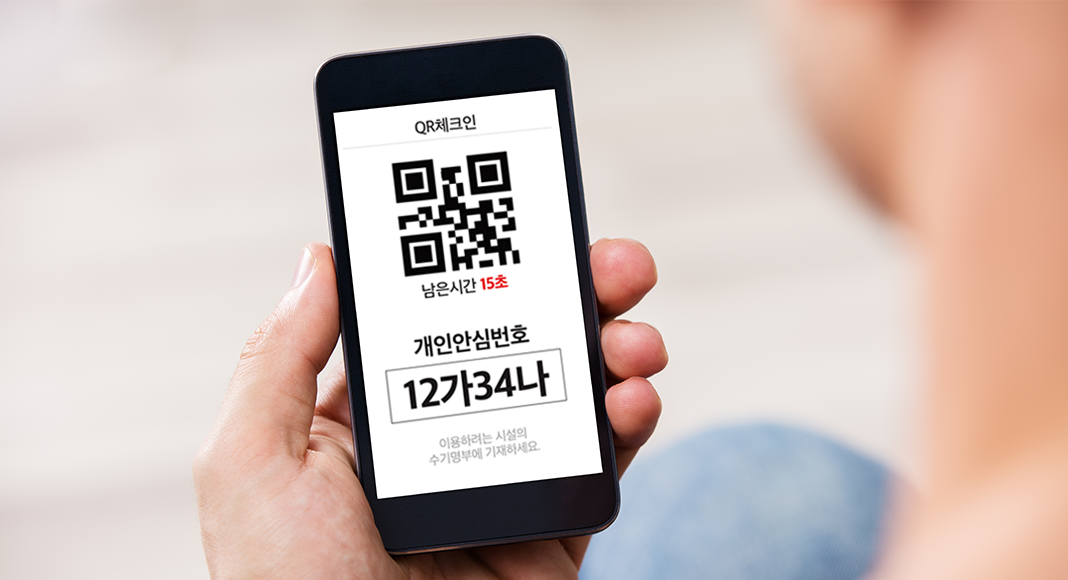 QR체크인
남은시간 15초
개인안심번호
12가34나
이용하려는 시설의
수기명부에 기재하세요.